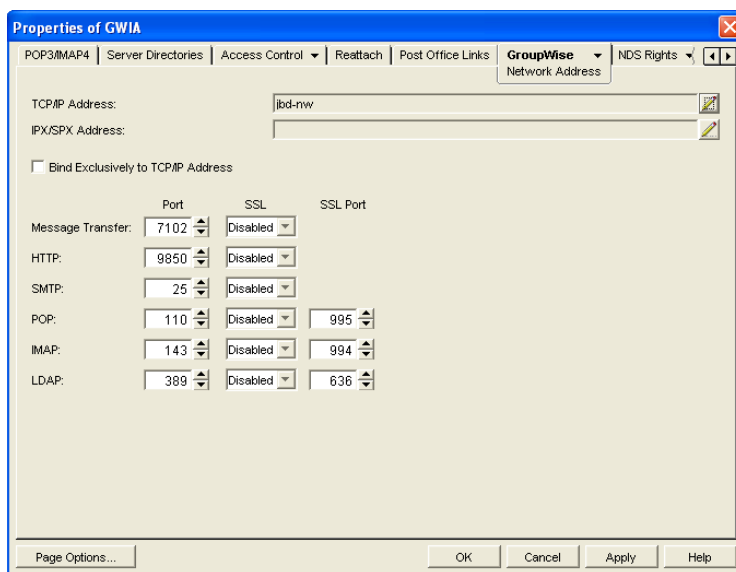 Properties of GWIA
POP3/IMAP4 Server Directories Access Control Reattach Post Office Links GroupWise NDS Rights
Network Address
TCP/IP Address: jbd-nw
IPX/SPX Address:
Bind Exclusively to TCP/IP Address
Port SSL SSL Port
Message Transfer: 7102 Disabled
HTTP: 9850 Disabled
SMTP: 25 Disabled
POP: 110 Disabled 995
IMAP: 143 Disabled 994
LDAP: 389 Disabled 636
Page Options... OK Cancel Apply Help